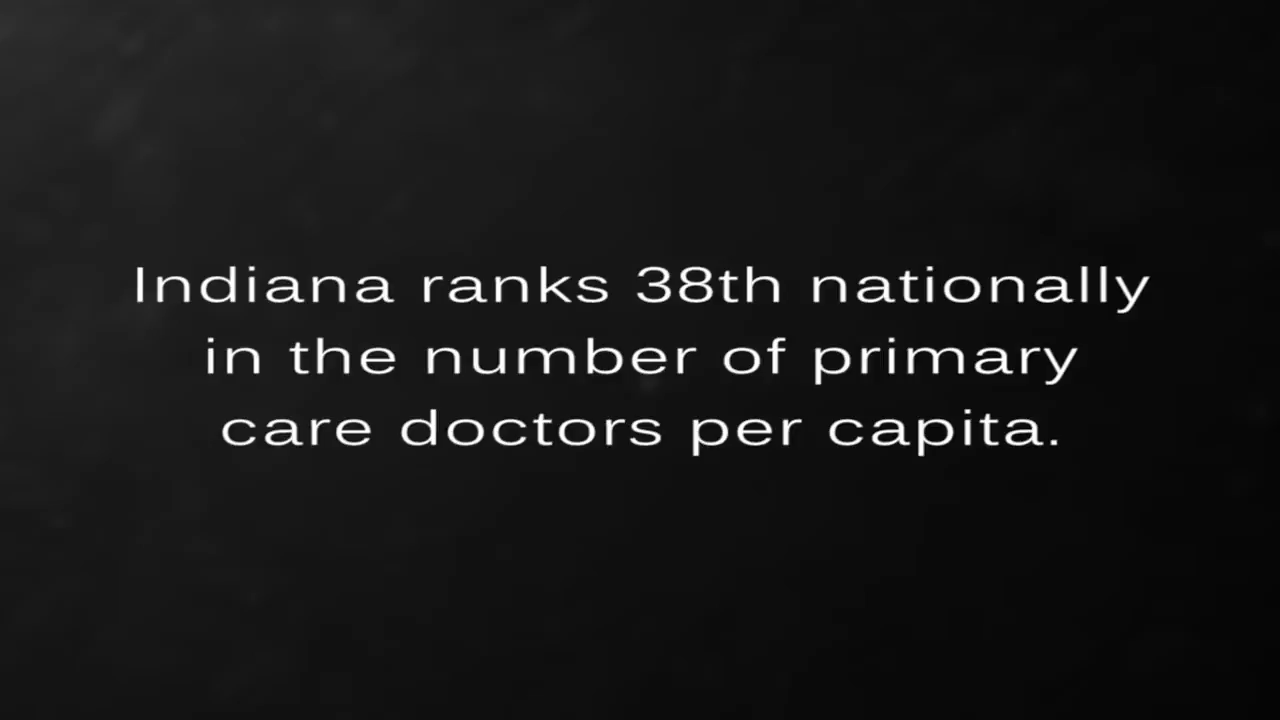 Indiana ranks 38th nationally
in the number of primary
care doctors per capita.